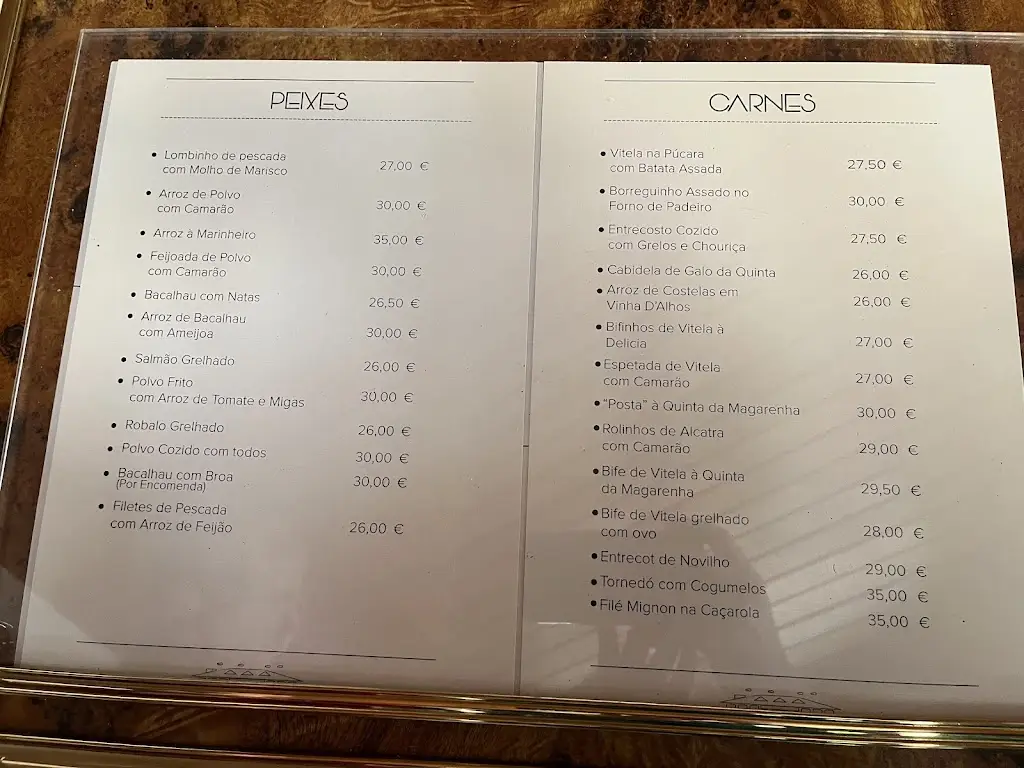 PEIXES
• Lombinho de pescada
com Molho de Marisco 27,00 €
• Arroz de Polvo
com Camarão 30,00 €
• Arroz à Marinheiro 35,00 €
• Feijoada de Polvo
com Camarão 30,00 €
• Bacalhau com Natas 26,50 €
• Arroz de Bacalhau
com Ameijoa 30,00 €
• Salmão Grelhado 26,00 €
• Polvo Frito
com Arroz de Tomate e Migas 30,00 €
• Robalo Grelhado 26,00 €
• Polvo Cozido com todos 30,00 €
• Bacalhau com Broa 30,00 €
(Por Encomenda)
• Filetes de Pescada
com Arroz de Feijão 26,00 €
CARNES
• Vitela na Púcara
com Batata Assada 27,50 €
• Borreguinho Assado no
Forno de Padeiro 30,00 €
• Entrecosto Cozido
com Grelos e Chouriça 27,50 €
• Cabidela de Galo da Quinta 26,00 €
• Arroz de Costelas em
Vinha D'Alhos 26,00 €
• Bifinhos de Vitela à
Delicia 27,00 €
• Espetada de Vitela
com Camarão 27,00 €
• "Posta" à Quinta da Magarenha 30,00 €
• Rolinhos de Alcatra
com Camarão 29,00 €
• Bife de Vitela à Quinta
da Magarenha 29,50 €
• Bife de Vitela grelhado
com ovo 28,00 €
• Entrecot de Novilho 29,00 €
• Tornedó com Cogumelos 35,00 €
• Filé Mignon na Caçarola 35,00 €